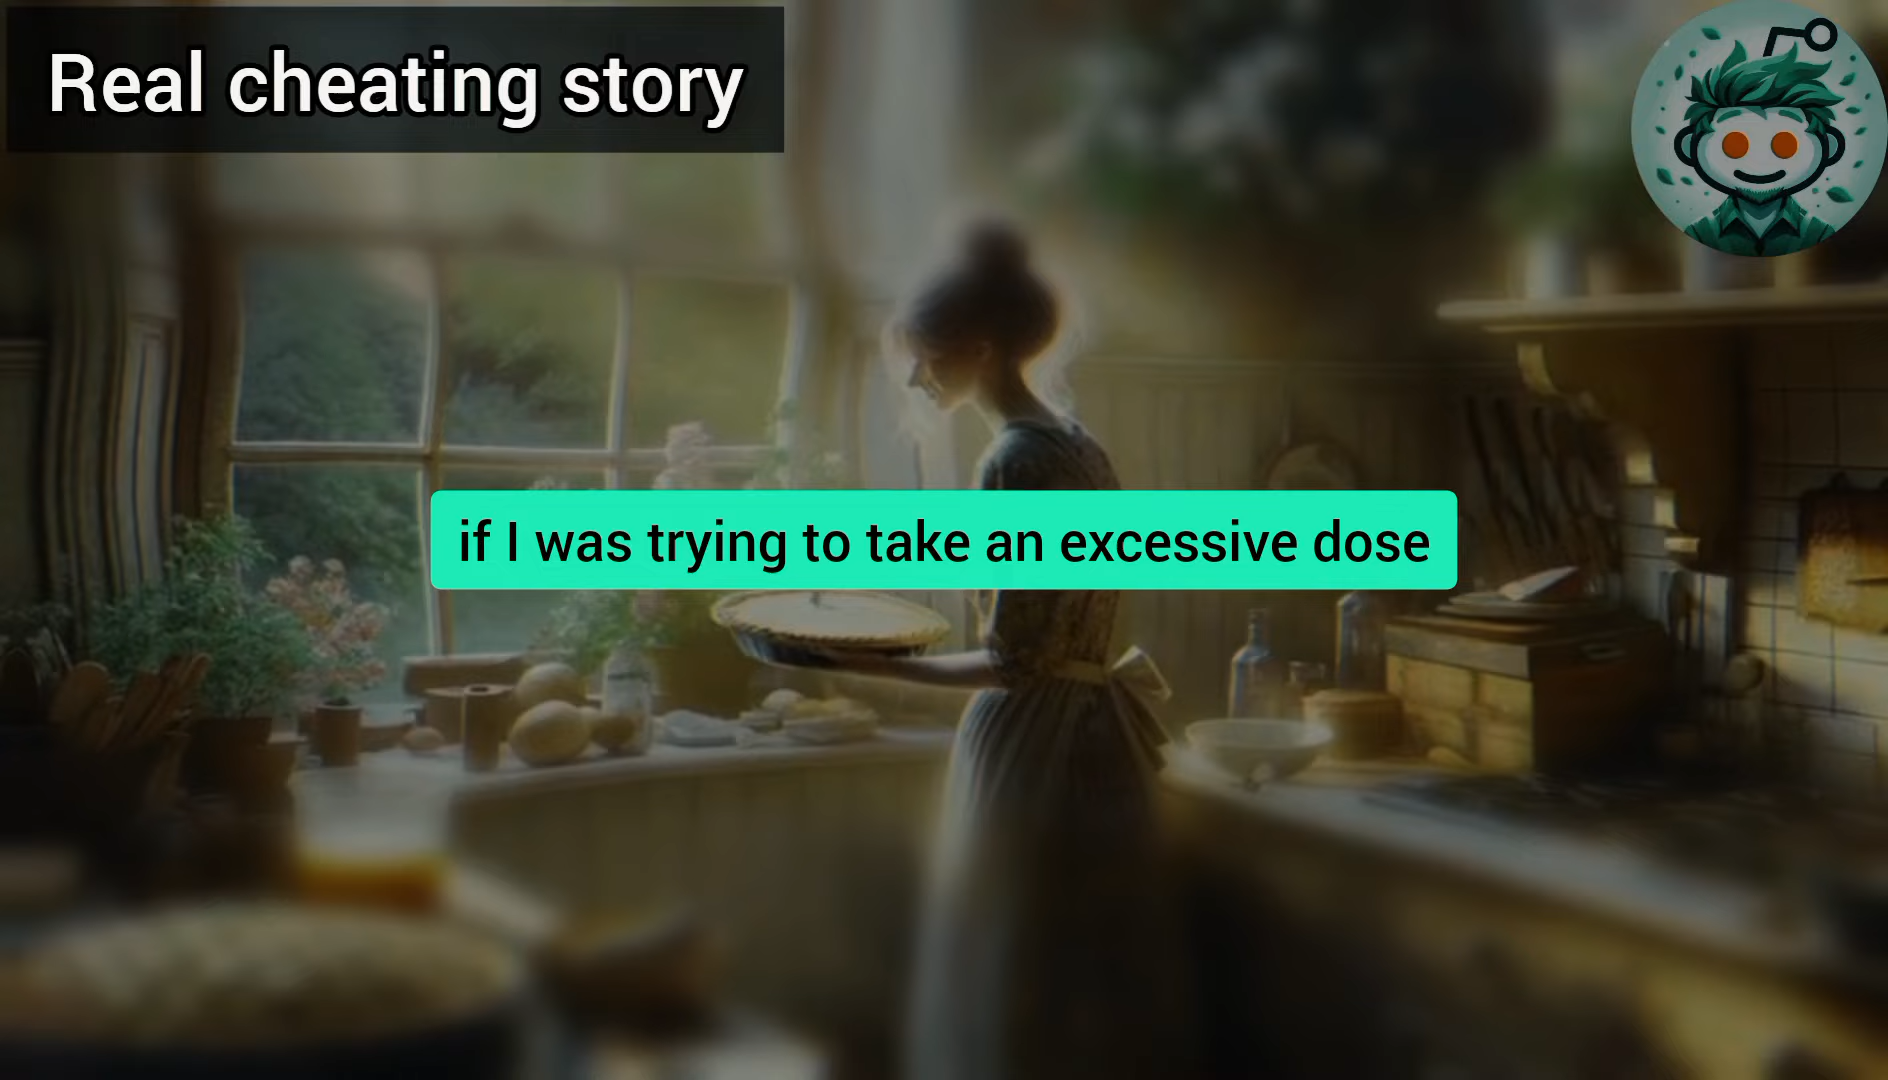 Real cheating story
if I was trying to take an excessive dose